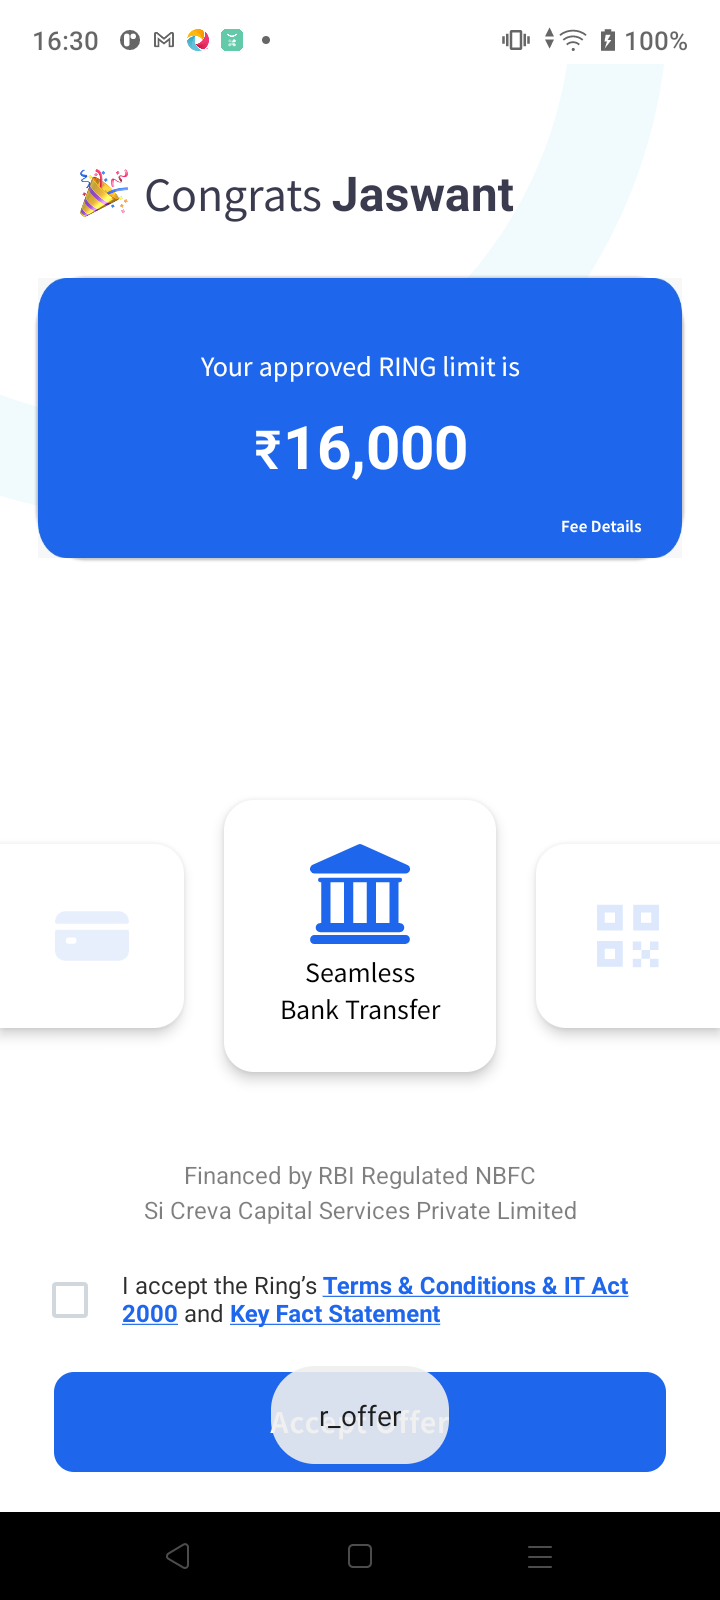 16:30
100%
Congrats Jaswant
Your approved RING limit is
₹16,000
Fee Details
Seamless
Bank Transfer
Financed by RBI Regulated NBFC
Si Creva Capital Services Private Limited
I accept the Ring's Terms & Conditions & IT Act
2000 and Key Fact Statement
Accept Offer
r_offer